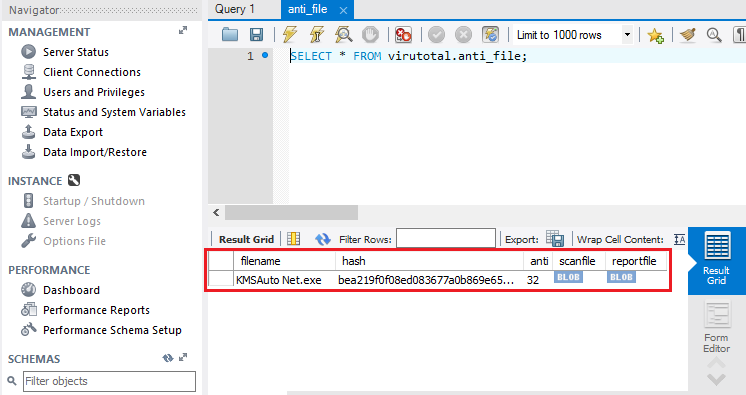 Navigator
MANAGEMENT
Server Status
Client Connections
Users and Privileges
Status and System Variables
Data Export
Data Import/Restore
INSTANCE
Startup / Shutdown
Server Logs
Options File
PERFORMANCE
Dashboard
Performance Reports
Performance Schema Setup
SCHEMAS
Filter objects
Query 1 anti_file
Limit to 1000 rows
1 SELECT * FROM virutotal.anti_file;
Result Grid Filter Rows: Export: Wrap Cell Content: IA
filename hash anti scanfile reportfile
KMSAuto Net.exe bea219f0f08ed083677a0b869e65... 32 BLOB BLOB
Result
Grid
Form
Editor